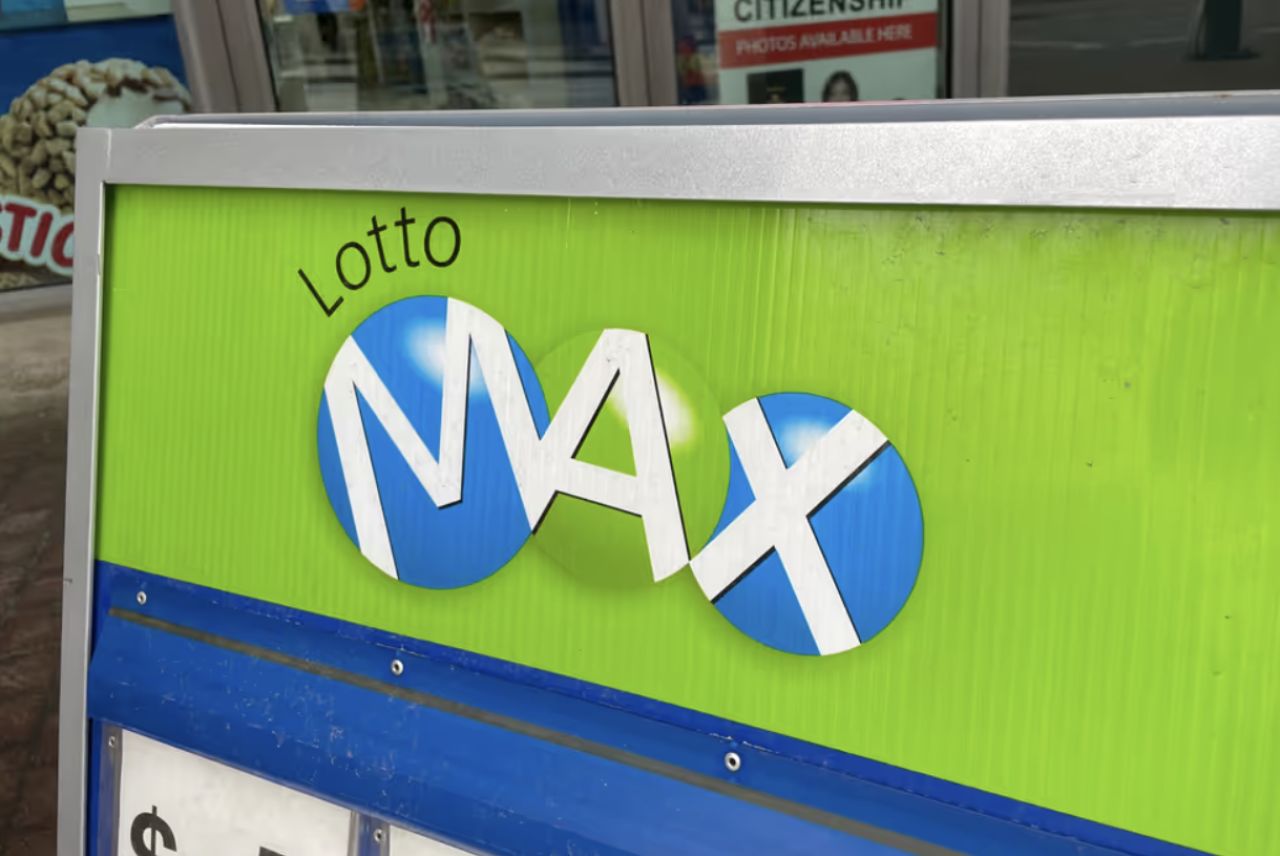 CITIZENSHIP
PHOTOS AVAILABLE HERE
Lotto
MAX
$